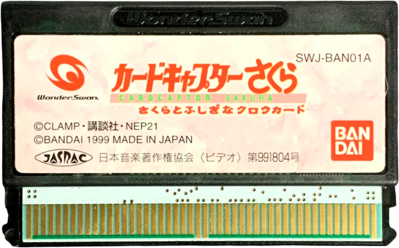 WonderSwan
SWJ-BAN01A
WonderSwan
カードキャプターさくら
CARDCAPTOR SAKURA
さくらとふしぎなクロウカード
©CLAMP・講談社・NEP21
©BANDAI 1999 MADE IN JAPAN
BAN
DAI
JASRAC
日本音楽著作権協会〈ビデオ〉第991804号